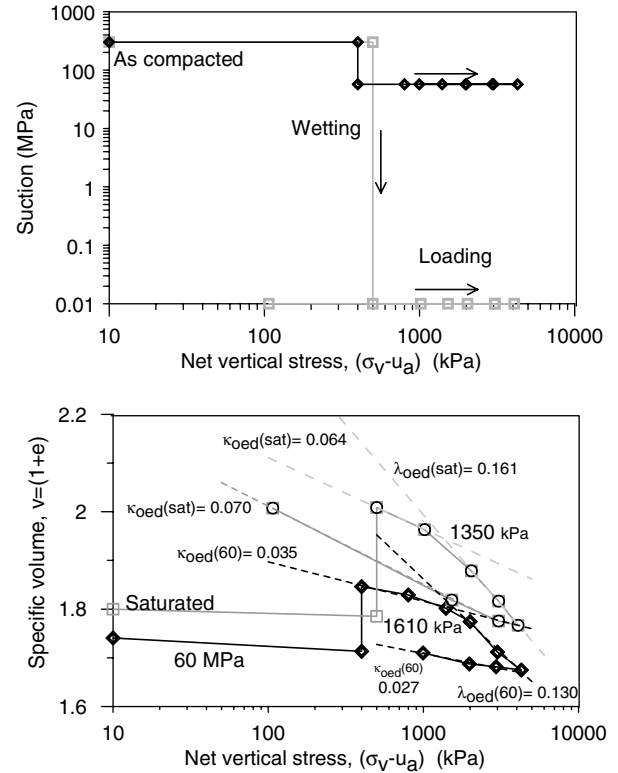 1000
100
10
1
0.1
0.01
Suction (MPa)
As compacted
Wetting
Loading
10 100 1000 10000
Net vertical stress, (σv-ua) (kPa)
2.2
2
1.8
1.6
Specific volume, v=(1+e)
κoed(sat)= 0.064
λoed(sat)= 0.161
κoed(sat)= 0.070
1350 kPa
κoed(60)= 0.035
Saturated
1610 kPa
60 MPa
κoed(60)
0.027
λoed(60)= 0.130
10 100 1000 10000
Net vertical stress, (σv-ua) (kPa)